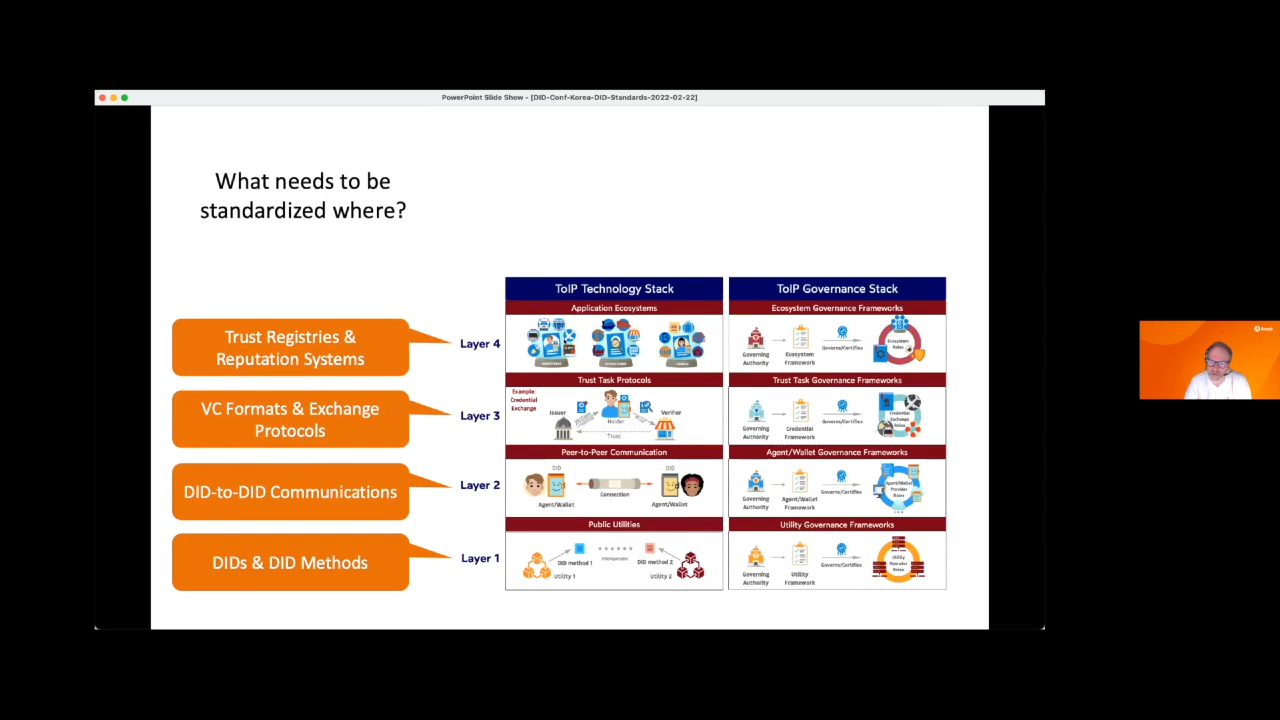 PowerPoint Slide Show - [DID-Conf-Korea-DID-Standards-2022-02-22]
What needs to be
standardized where?
Trust Registries &
Reputation Systems
VC Formats & Exchange
Protocols
DID-to-DID Communications
DIDs & DID Methods
Layer 4
Layer 3
Layer 2
Layer 1
ToIP Technology Stack
Application Ecosystems
Trust Task Protocols
Example:
Credential
Exchange
Issuer
Holder
Verifier
Trust
Peer-to-Peer Communication
DID
DID
Connection
Agent/Wallet
Agent/Wallet
Public Utilities
DID method 1
DID method 2
Utility 1
Utility 2
ToIP Governance Stack
Ecosystem Governance Frameworks
Governing
Authority
Ecosystem
Framework
Governs/Certifies
Ecosystem
Roles
Trust Task Governance Frameworks
Governing
Authority
Credential
Framework
Governs/Certifies
Credential
Exchange
Roles
Agent/Wallet Governance Frameworks
Governing
Authority
Agent/Wallet
Framework
Governs/Certifies
Agent/Wallet
Provider
Roles
Utility Governance Frameworks
Governing
Authority
Utility
Framework
Governs/Certifies
Utility
Operator
Roles